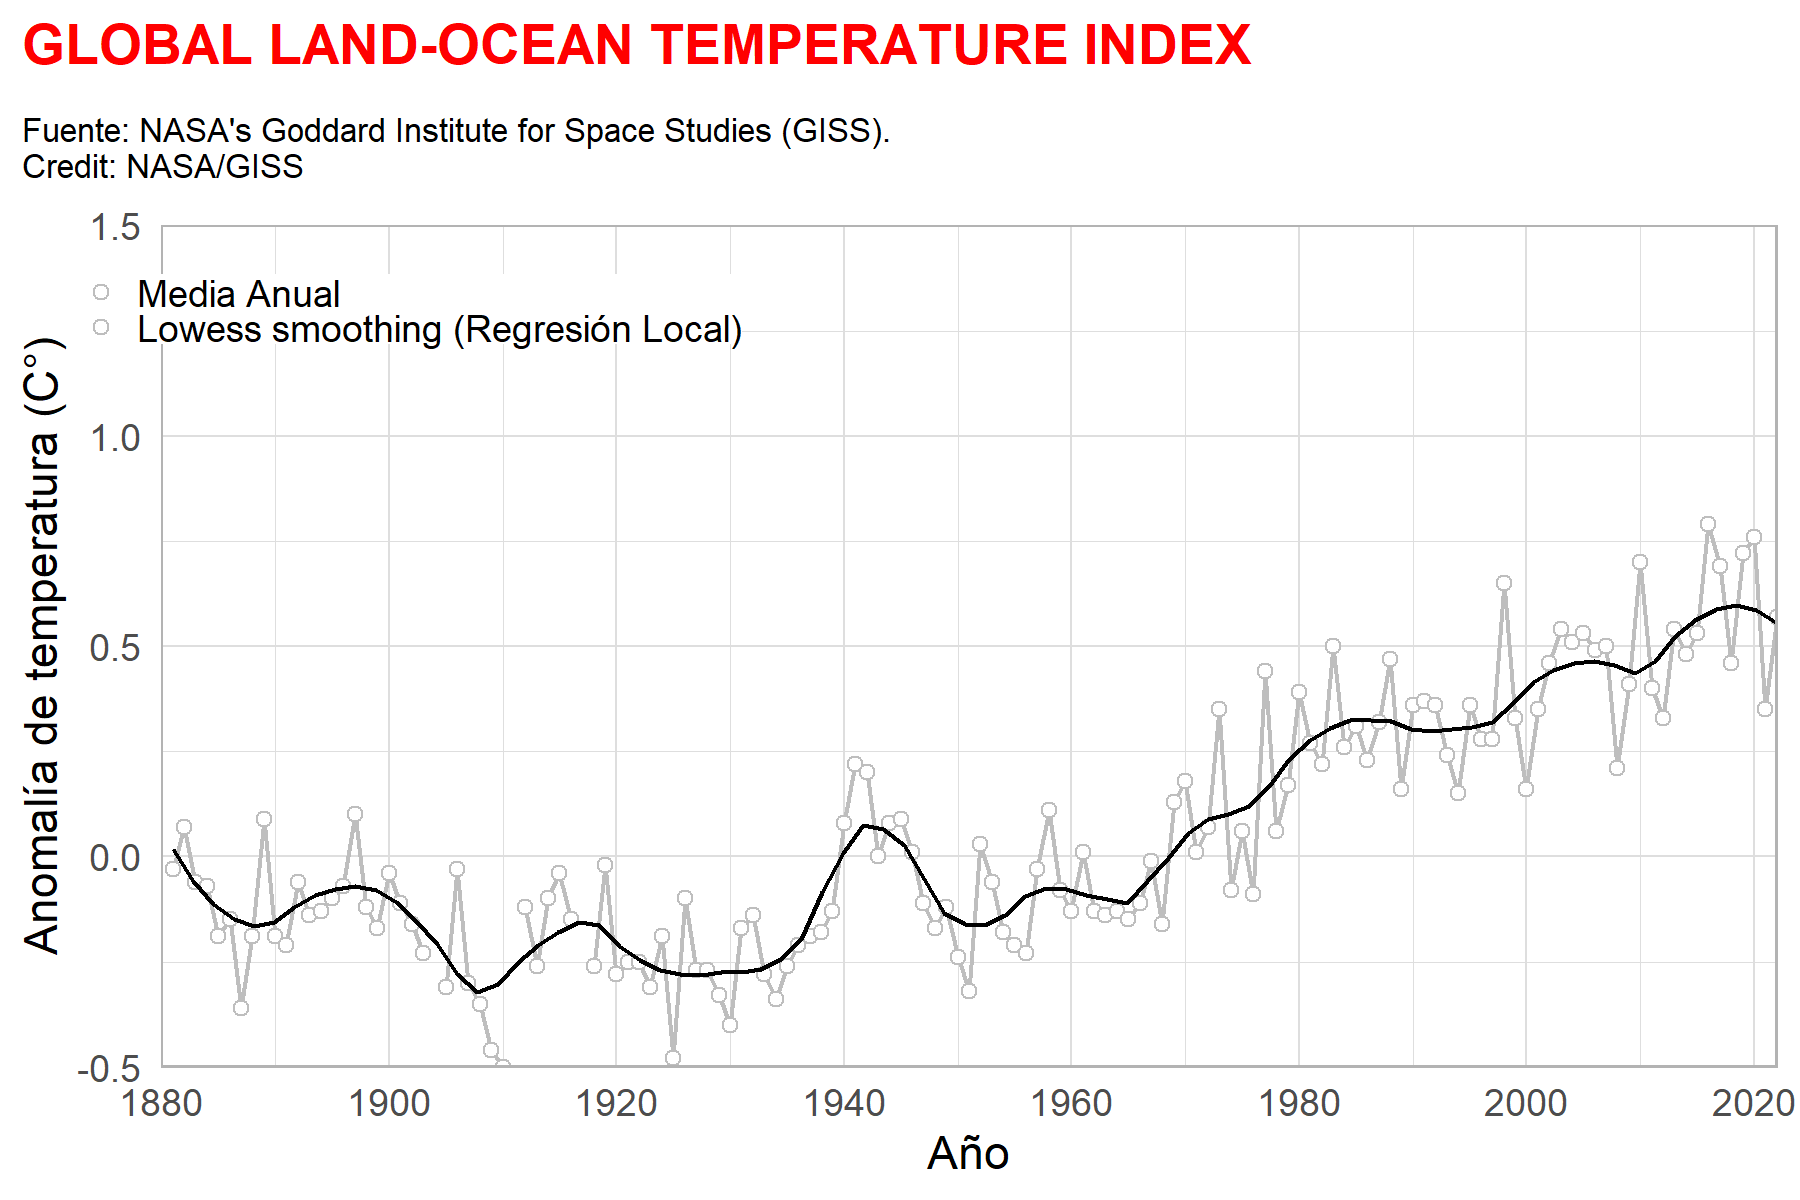 GLOBAL LAND-OCEAN TEMPERATURE INDEX
Fuente: NASA's Goddard Institute for Space Studies (GISS).
Credit: NASA/GISS
1.5
Media Anual
Lowess smoothing (Regresión Local)
1.0
0.5
0.0
-0.5
Anomalía de temperatura (C°)
1880 1900 1920 1940 1960 1980 2000 2020
Año